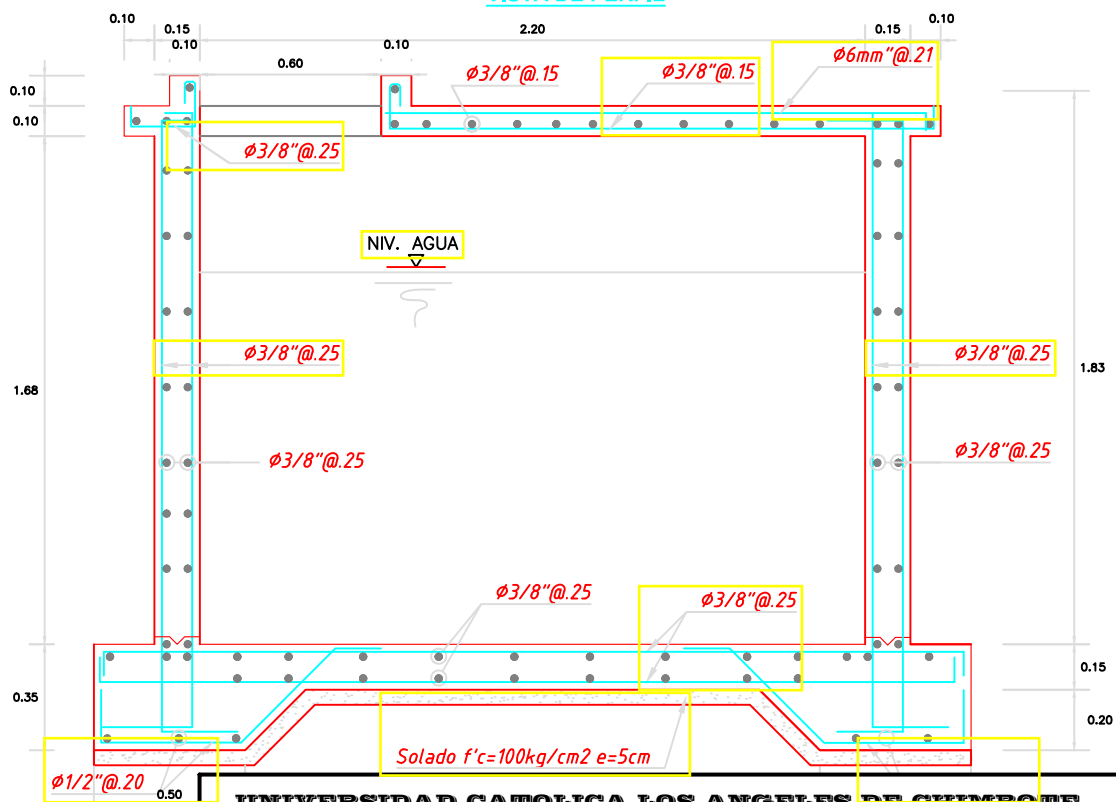 0.10
0.15
0.10
0.60
0.10
2.20
0.15
0.10
Ø3/8"@.15
Ø3/8"@.15
Ø6mm"@.21
0.10
0.10
Ø3/8"@.25
NIV. AGUA
Ø3/8"@.25
Ø3/8"@.25
1.68
1.83
Ø3/8"@.25
Ø3/8"@.25
Ø3/8"@.25
Ø3/8"@.25
0.35
0.15
0.20
Solado f'c=100kg/cm2 e=5cm
Ø1/2"@.20
0.50
UNIVERSIDAD CATOLICA LOS ANGELES DE CHIMBOTE